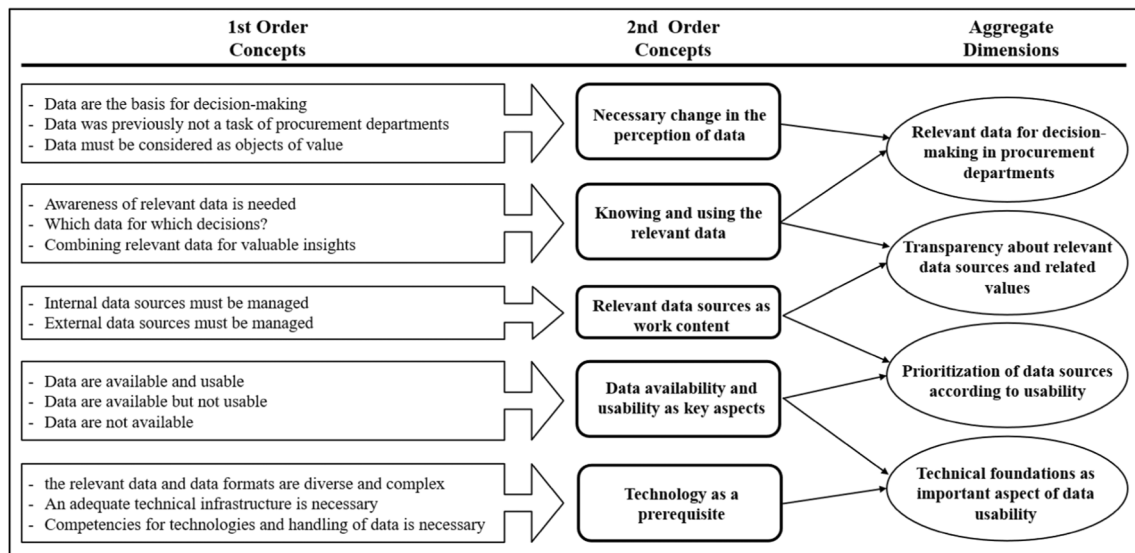 1st Order
Concepts
2nd Order
Concepts
Aggregate
Dimensions
- Data are the basis for decision-making
- Data was previously not a task of procurement departments
- Data must be considered as objects of value
Necessary change in the
perception of data
Relevant data for decision-
making in procurement
departments
- Awareness of relevant data is needed
- Which data for which decisions?
- Combining relevant data for valuable insights
Knowing and using the
relevant data
Transparency about relevant
data sources and related
values
- Internal data sources must be managed
- External data sources must be managed
Relevant data sources as
work content
Prioritization of data sources
according to usability
- Data are available and usable
- Data are available but not usable
- Data are not available
Data availability and
usability as key aspects
Technical foundations as
important aspect of data
usability
- the relevant data and data formats are diverse and complex
- An adequate technical infrastructure is necessary
- Competencies for technologies and handling of data is necessary
Technology as a
prerequisite